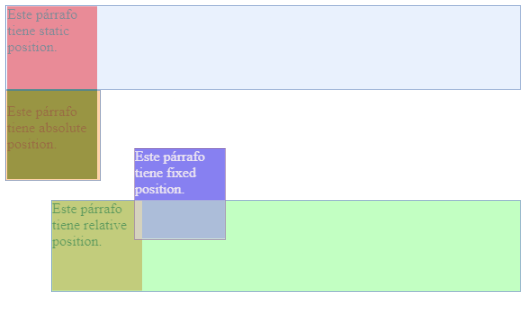 Este párrafo
tiene static
position.
Este párrafo
tiene absolute
position.
Este párrafo
tiene fixed
position.
Este párrafo
tiene relative
position.